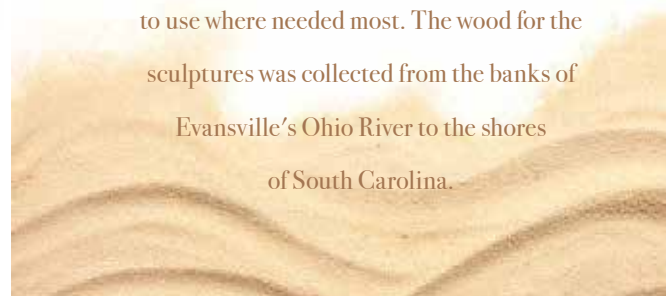 to use where needed most. The wood for the
sculptures was collected from the banks of
Evansville's Ohio River to the shores
of South Carolina.